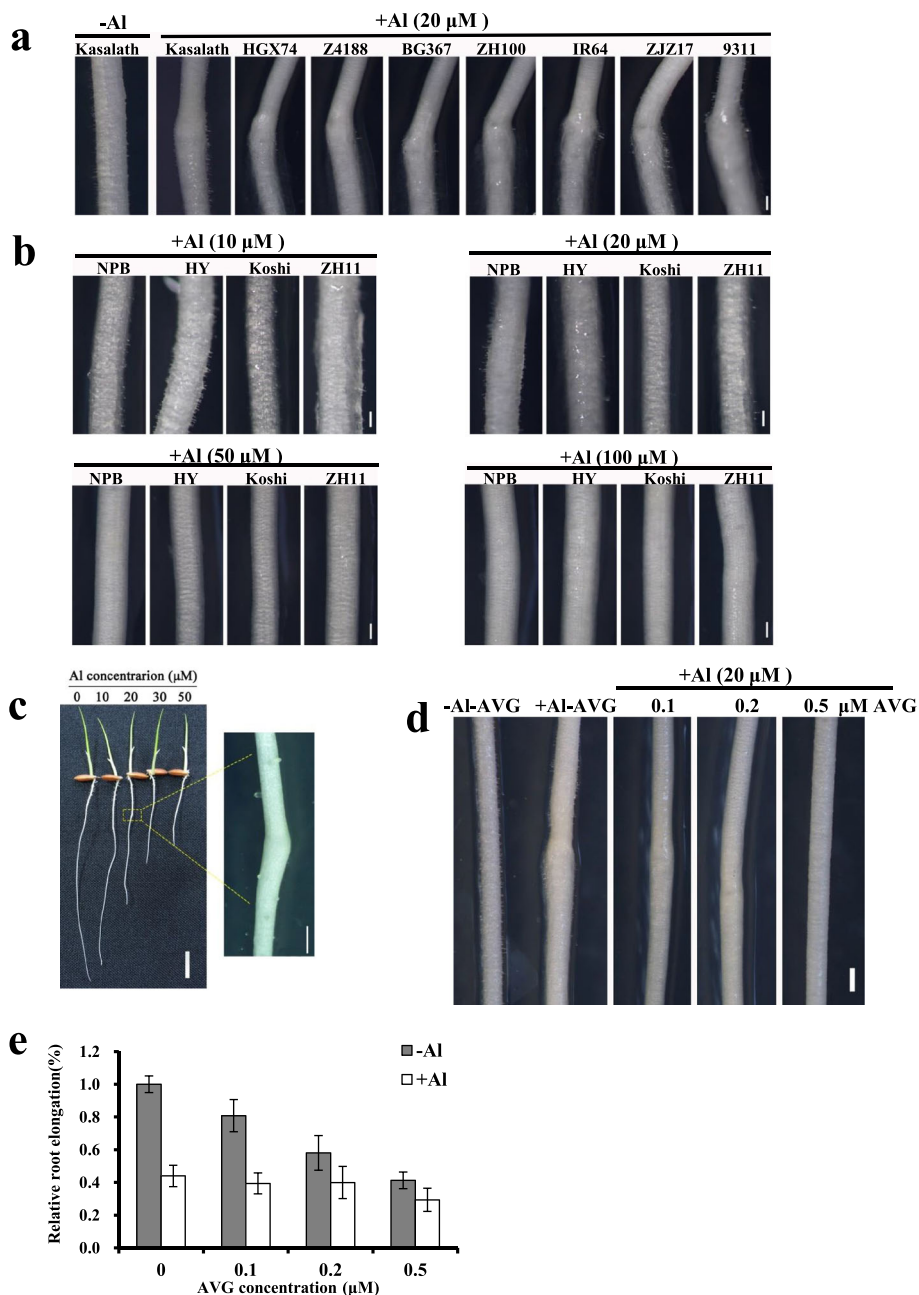 a
-Al
+Al (20 μM )
Kasalath Kasalath HGX74 Z4188 BG367 ZH100 IR64 ZJZ17 9311
b
+Al (10 μM )
NPB HY Koshi ZH11
+Al (20 μM )
NPB HY Koshi ZH11
+Al (50 μM )
NPB HY Koshi ZH11
+Al (100 μM)
NPB HY Koshi ZH11
c
Al concentrarion (μM)
0 10 20 30 50
d
+Al (20 μM )
-Al-AVG +Al-AVG 0.1 0.2 0.5 μM AVG
e
Relative root elongation(%)
1.2
1.0
0.8
0.6
0.4
0.2
0.0
-Al
+Al
0 0.1 0.2 0.5
AVG concentration (μM)